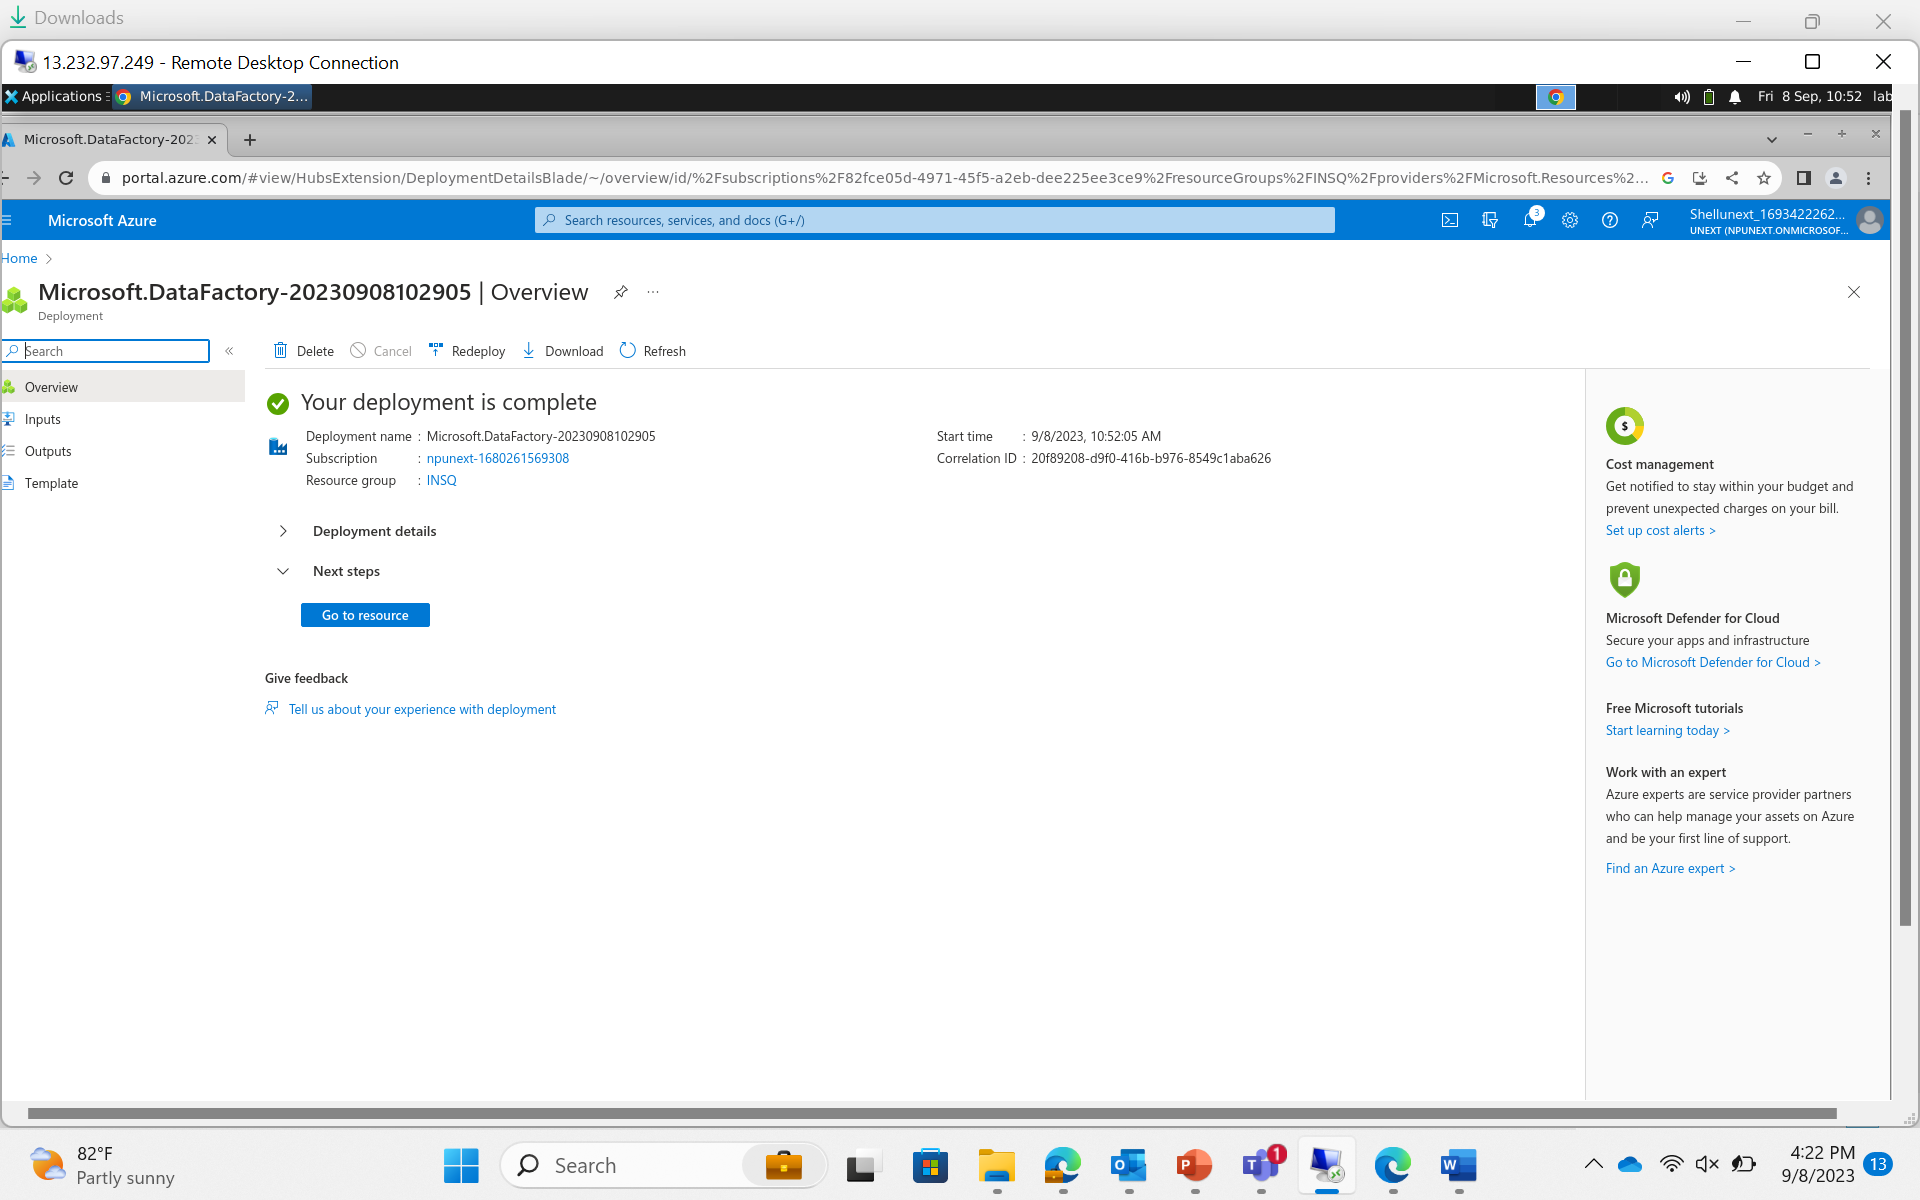 Downloads
13.232.97.249 - Remote Desktop Connection
Applications
Microsoft.DataFactory-2...
Fri 8 Sep, 10:52 lab
Microsoft.DataFactory-202
portal.azure.com/#view/HubsExtension/DeploymentDetailsBlade/~/overview/id/%2Fsubscriptions%2F82fce05d-4971-45f5-a2eb-dee225ee3ce9%2FresourceGroups%2FINSQ%2Fproviders%2FMicrosoft.Resources%2...
Microsoft Azure
Search resources, services, and docs (G+/)
3
Shellunext_1693422262...
UNEXT (NPUNEXT.ONMICROSOF...
Home
Microsoft.DataFactory-20230908102905 | Overview
...
Deployment
Search
«
Delete
Cancel
Redeploy
Download
Refresh
Overview
Inputs
Outputs
Template
Your deployment is complete
Deployment name : Microsoft.DataFactory-20230908102905
Subscription : npunext-1680261569308
Resource group : INSQ
Start time : 9/8/2023, 10:52:05 AM
Correlation ID : 20f89208-d9f0-416b-b976-8549c1aba626
Deployment details
Next steps
Go to resource
Give feedback
Tell us about your experience with deployment
$
Cost management
Get notified to stay within your budget and
prevent unexpected charges on your bill.
Set up cost alerts >
Microsoft Defender for Cloud
Secure your apps and infrastructure
Go to Microsoft Defender for Cloud >
Free Microsoft tutorials
Start learning today >
Work with an expert
Azure experts are service provider partners
who can help manage your assets on Azure
and be your first line of support.
Find an Azure expert >
82°F
Partly sunny
Search
1
4:22 PM
9/8/2023
13